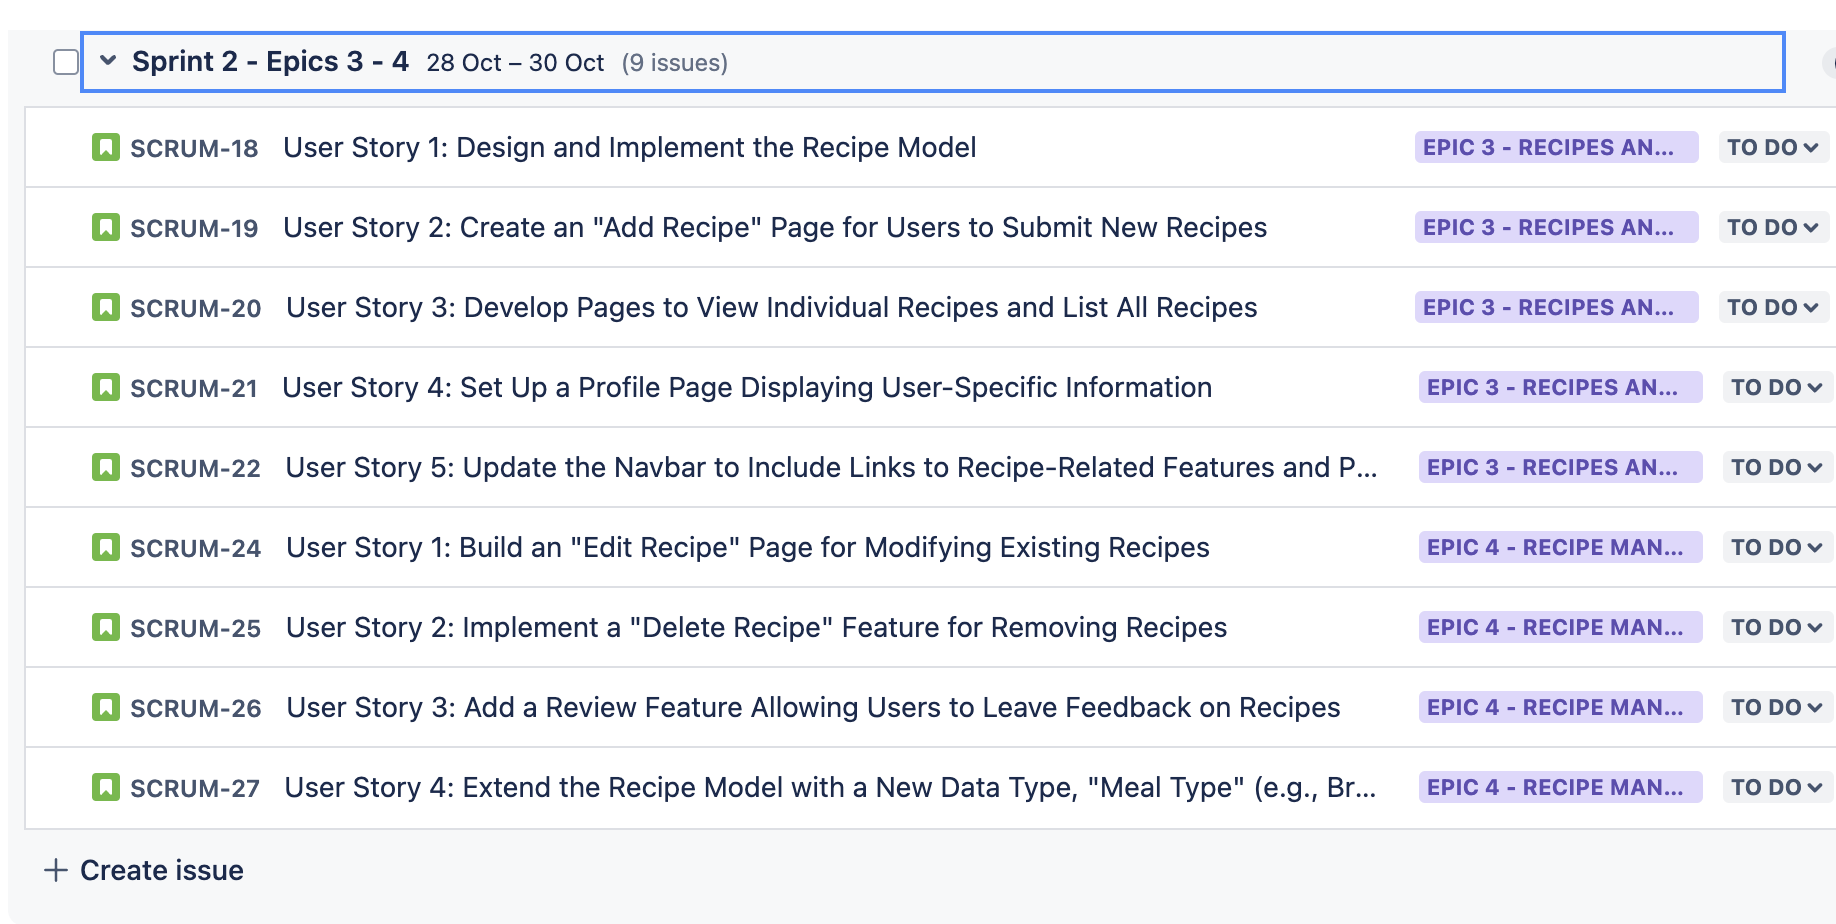 Sprint 2 - Epics 3 - 4 28 Oct – 30 Oct (9 issues)
SCRUM-18 User Story 1: Design and Implement the Recipe Model EPIC 3 - RECIPES AN... TO DO
SCRUM-19 User Story 2: Create an "Add Recipe" Page for Users to Submit New Recipes EPIC 3 - RECIPES AN... TO DO
SCRUM-20 User Story 3: Develop Pages to View Individual Recipes and List All Recipes EPIC 3 - RECIPES AN... TO DO
SCRUM-21 User Story 4: Set Up a Profile Page Displaying User-Specific Information EPIC 3 - RECIPES AN... TO DO
SCRUM-22 User Story 5: Update the Navbar to Include Links to Recipe-Related Features and P... EPIC 3 - RECIPES AN... TO DO
SCRUM-24 User Story 1: Build an "Edit Recipe" Page for Modifying Existing Recipes EPIC 4 - RECIPE MAN... TO DO
SCRUM-25 User Story 2: Implement a "Delete Recipe" Feature for Removing Recipes EPIC 4 - RECIPE MAN... TO DO
SCRUM-26 User Story 3: Add a Review Feature Allowing Users to Leave Feedback on Recipes EPIC 4 - RECIPE MAN... TO DO
SCRUM-27 User Story 4: Extend the Recipe Model with a New Data Type, "Meal Type" (e.g., Br... EPIC 4 - RECIPE MAN... TO DO
Create issue